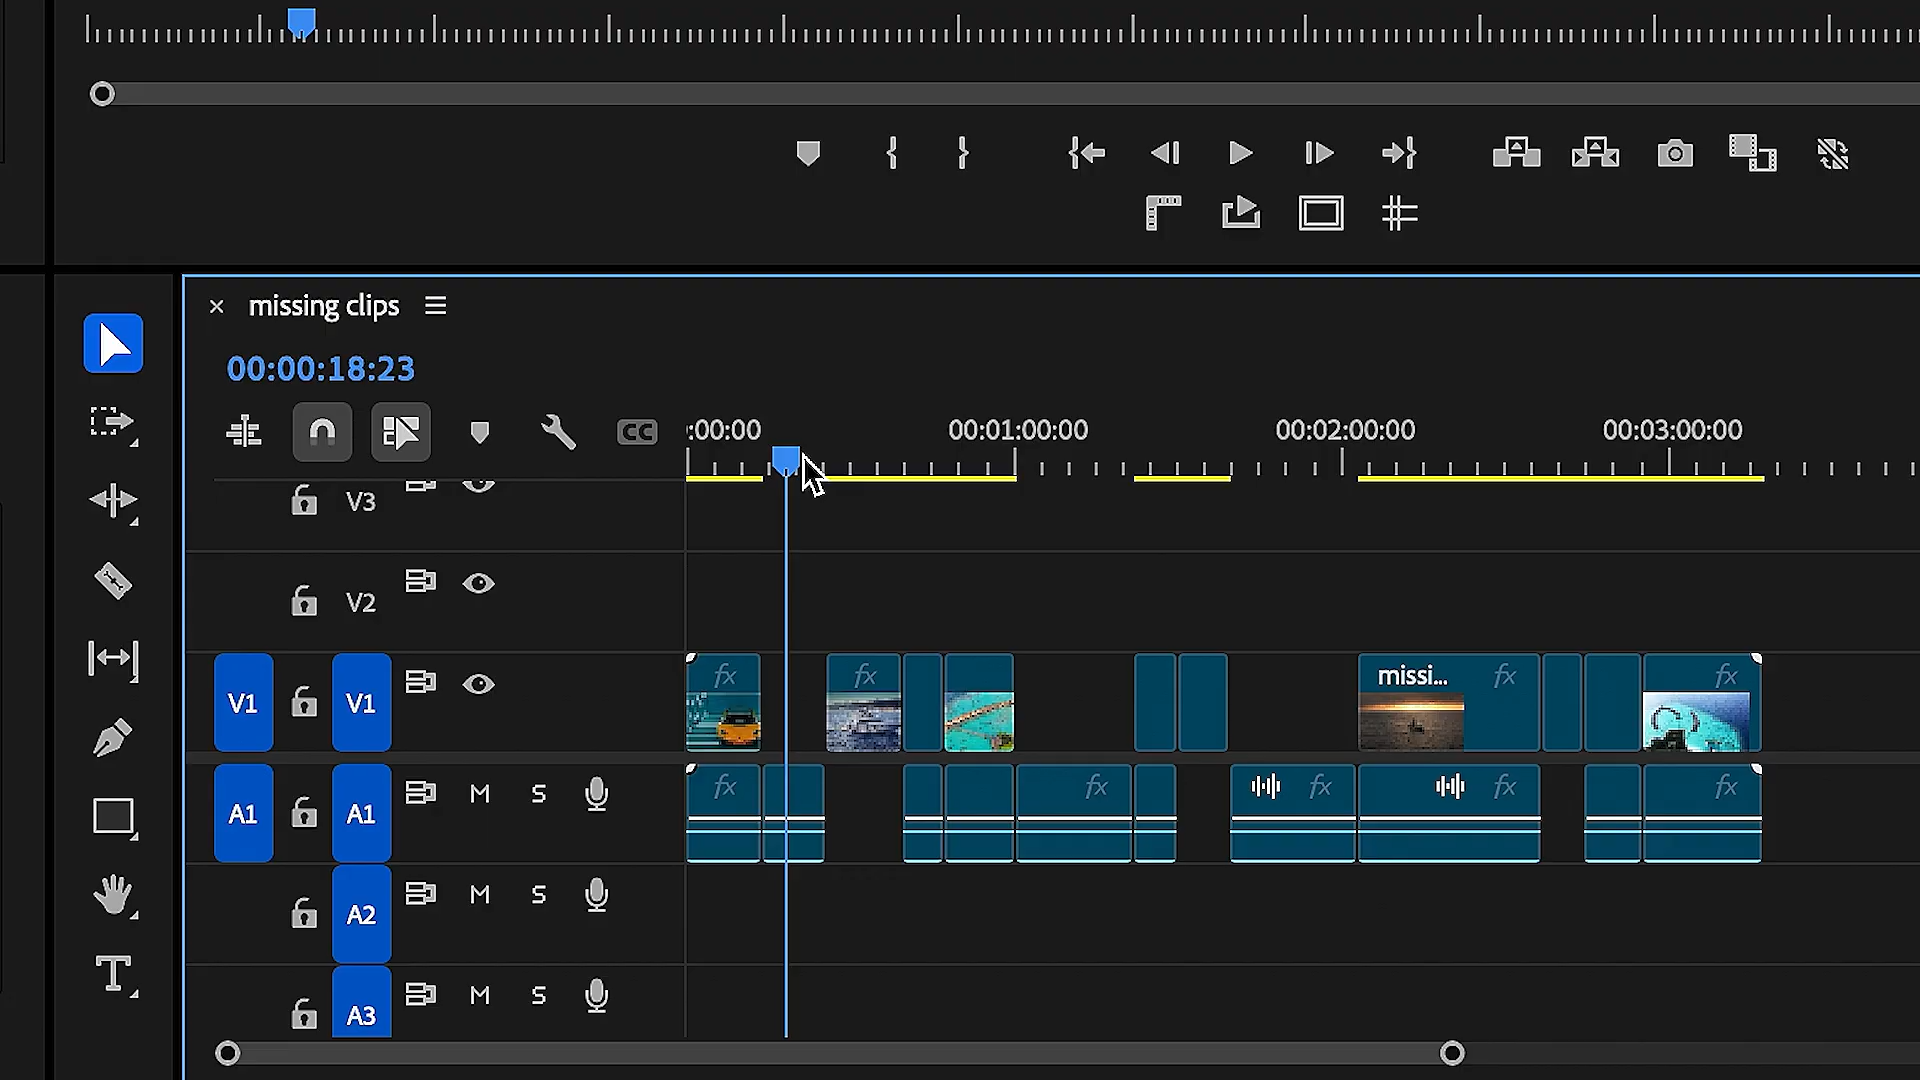 missing clips
00:00:18:23
CC
:00:00
00:01:00:00
00:02:00:00
00:03:00:00
V3
V2
V1
V1
fx
fx
missi...
fx
fx
A1
A1
M
S
fx
fx
fx
fx
fx
A2
M
S
A3
M
S